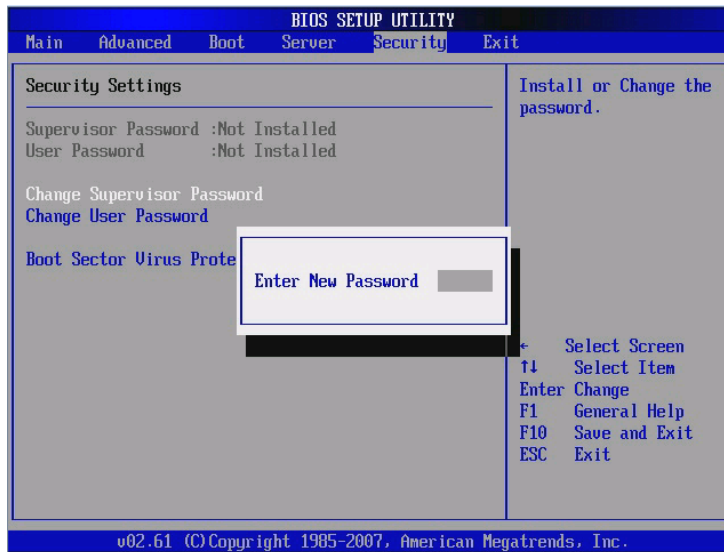 BIOS SETUP UTILITY
Main Advanced Boot Server Security Exit
Security Settings
Supervisor Password :Not Installed
User Password :Not Installed
Change Supervisor Password
Change User Password
Boot Sector Virus Prote
Enter New Password
Install or Change the
password.
← Select Screen
↑↓ Select Item
Enter Change
F1 General Help
F10 Save and Exit
ESC Exit
v02.61 (C)Copyright 1985-2007, American Megatrends, Inc.